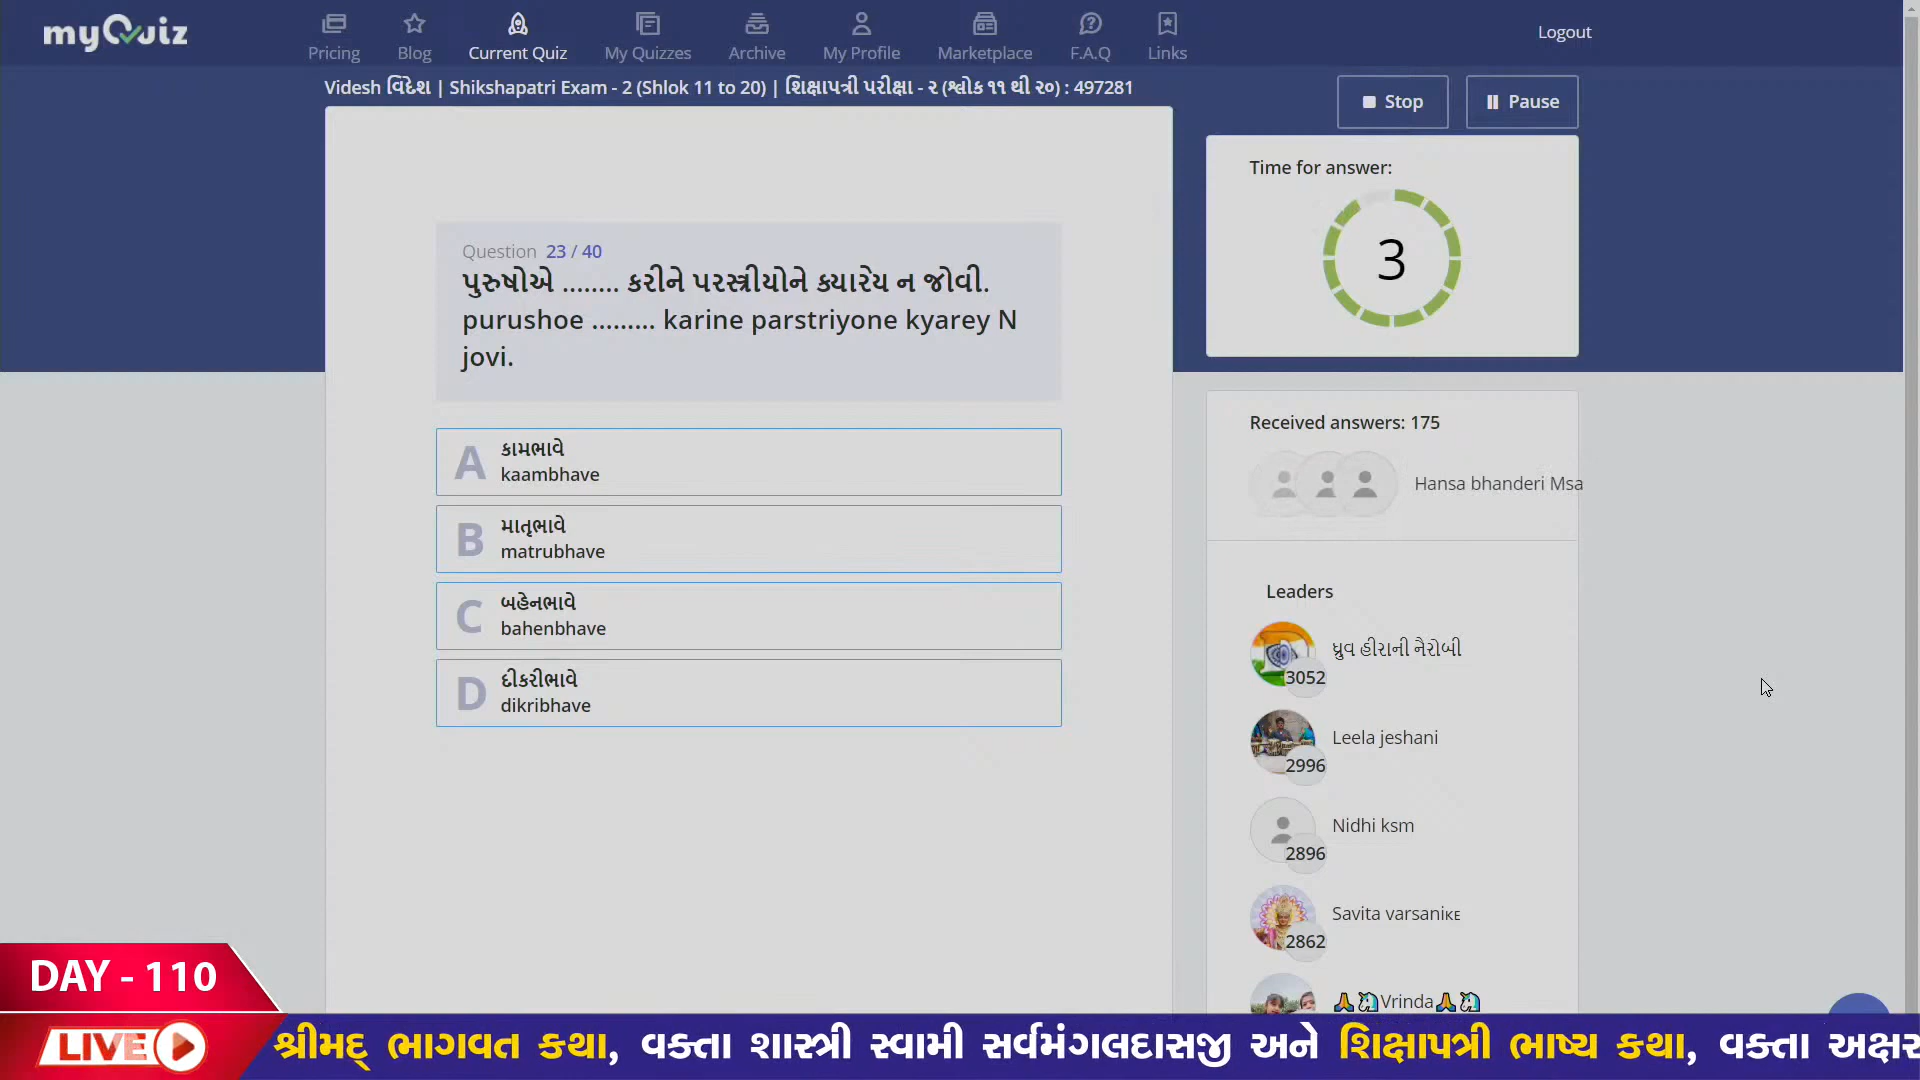 myQuiz
Pricing
Blog
Current Quiz
My Quizzes
Archive
My Profile
Marketplace
F.A.Q
Links
Logout
Videsh વિદેશ | Shikshapatri Exam - 2 (Shlok 11 to 20) | શિક્ષાપત્રી પરીક્ષા - ૨ (શ્લોક ૧૧ થી ૨૦) : 497281
Stop
Pause
Question 23 / 40
પુરુષોએ ........ કરીને પરસ્ત્રીયોને ક્યારેય ન જોવી.
purushoe ......... karine parstriyone kyarey N
jovi.
A
કામભાવે
kaambhave
B
માતૃભાવે
matrubhave
C
બહેનભાવે
bahenbhave
D
દીકરીભાવે
dikribhave
Time for answer:
3
Received answers: 175
Hansa bhanderi Msa
Leaders
ધ્રુવ હીરાની નૈરોબી
3052
Leela jeshani
2996
Nidhi ksm
2896
Savita varsaniᴋᴇ
2862
🙏🦄Vrinda🙏🦄
DAY - 110
LIVE
શ્રીમદ્ ભાગવત કથા, વક્તા શાસ્ત્રી સ્વામી સર્વમંગલદાસજી અને શિક્ષાપત્રી ભાષ્ય કથા, વક્તા અક્ષર